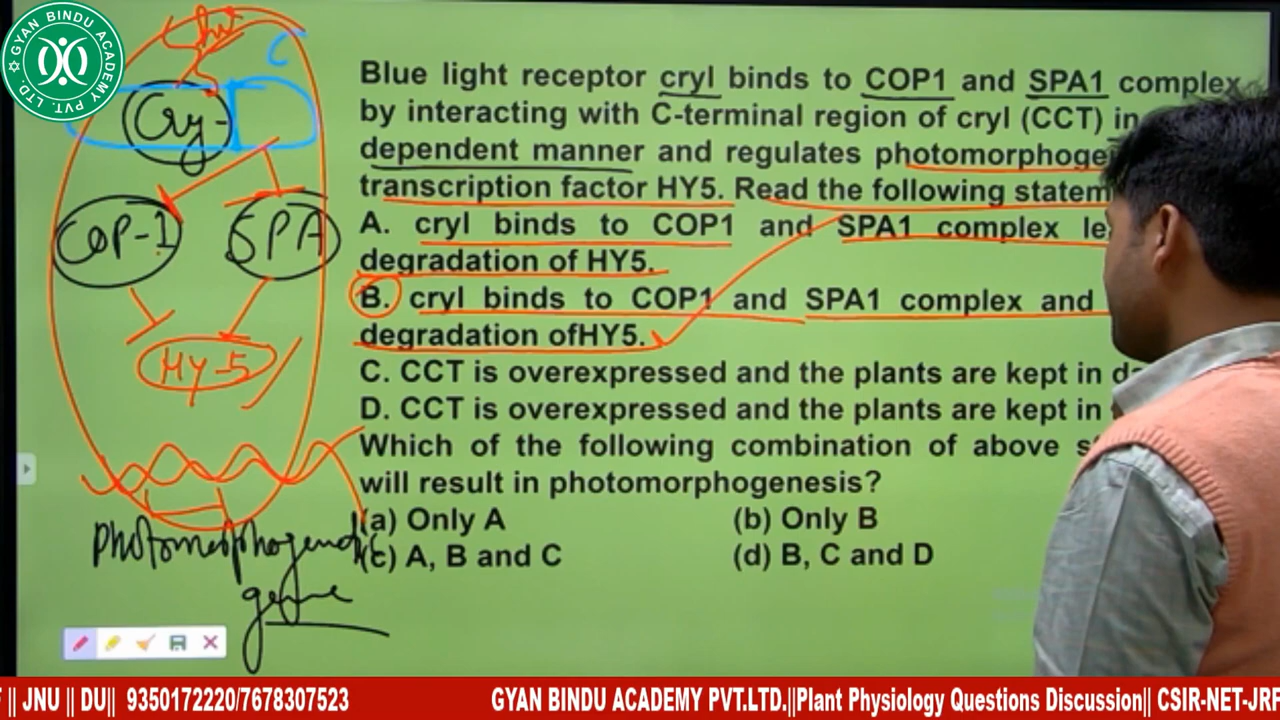 GYAN BINDU ACADEMY PVT. LTD.
Chr
C
Cry-
COP-1
SPA
HY-5
Photomorphogenetic
gene
Blue light receptor cryl binds to COP1 and SPA1 complex
by interacting with C-terminal region of cryl (CCT) in
dependent manner and regulates photomorphoge
transcription factor HY5. Read the following statem
A. cryl binds to COP1 and SPA1 complex le
degradation of HY5.
B. cryl binds to COP1 and SPA1 complex and
degradation ofHY5.
C. CCT is overexpressed and the plants are kept in da
D. CCT is overexpressed and the plants are kept in
Which of the following combination of above s
will result in photomorphogenesis?
(a) Only A (b) Only B
(c) A, B and C (d) B, C and D
F || JNU || DU|| 9350172220/7678307523 GYAN BINDU ACADEMY PVT.LTD.||Plant Physiology Questions Discussion|| CSIR-NET-JRF